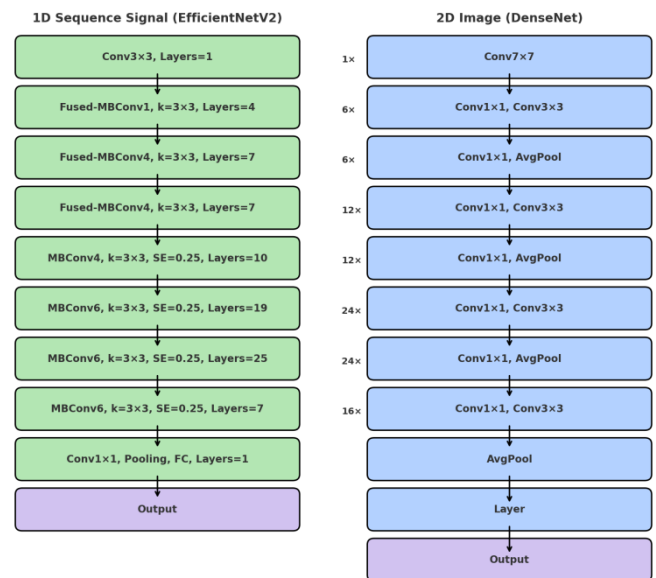 1D Sequence Signal (EfficientNetV2)
Conv3×3, Layers=1
Fused-MBConv1, k=3×3, Layers=4
Fused-MBConv4, k=3×3, Layers=7
Fused-MBConv4, k=3×3, Layers=7
MBConv4, k=3×3, SE=0.25, Layers=10
MBConv6, k=3×3, SE=0.25, Layers=19
MBConv6, k=3×3, SE=0.25, Layers=25
MBConv6, k=3×3, SE=0.25, Layers=7
Conv1×1, Pooling, FC, Layers=1
Output
2D Image (DenseNet)
1× Conv7×7
6× Conv1×1, Conv3×3
6× Conv1×1, AvgPool
12× Conv1×1, Conv3×3
12× Conv1×1, AvgPool
24× Conv1×1, Conv3×3
24× Conv1×1, AvgPool
16× Conv1×1, Conv3×3
AvgPool
Layer
Output